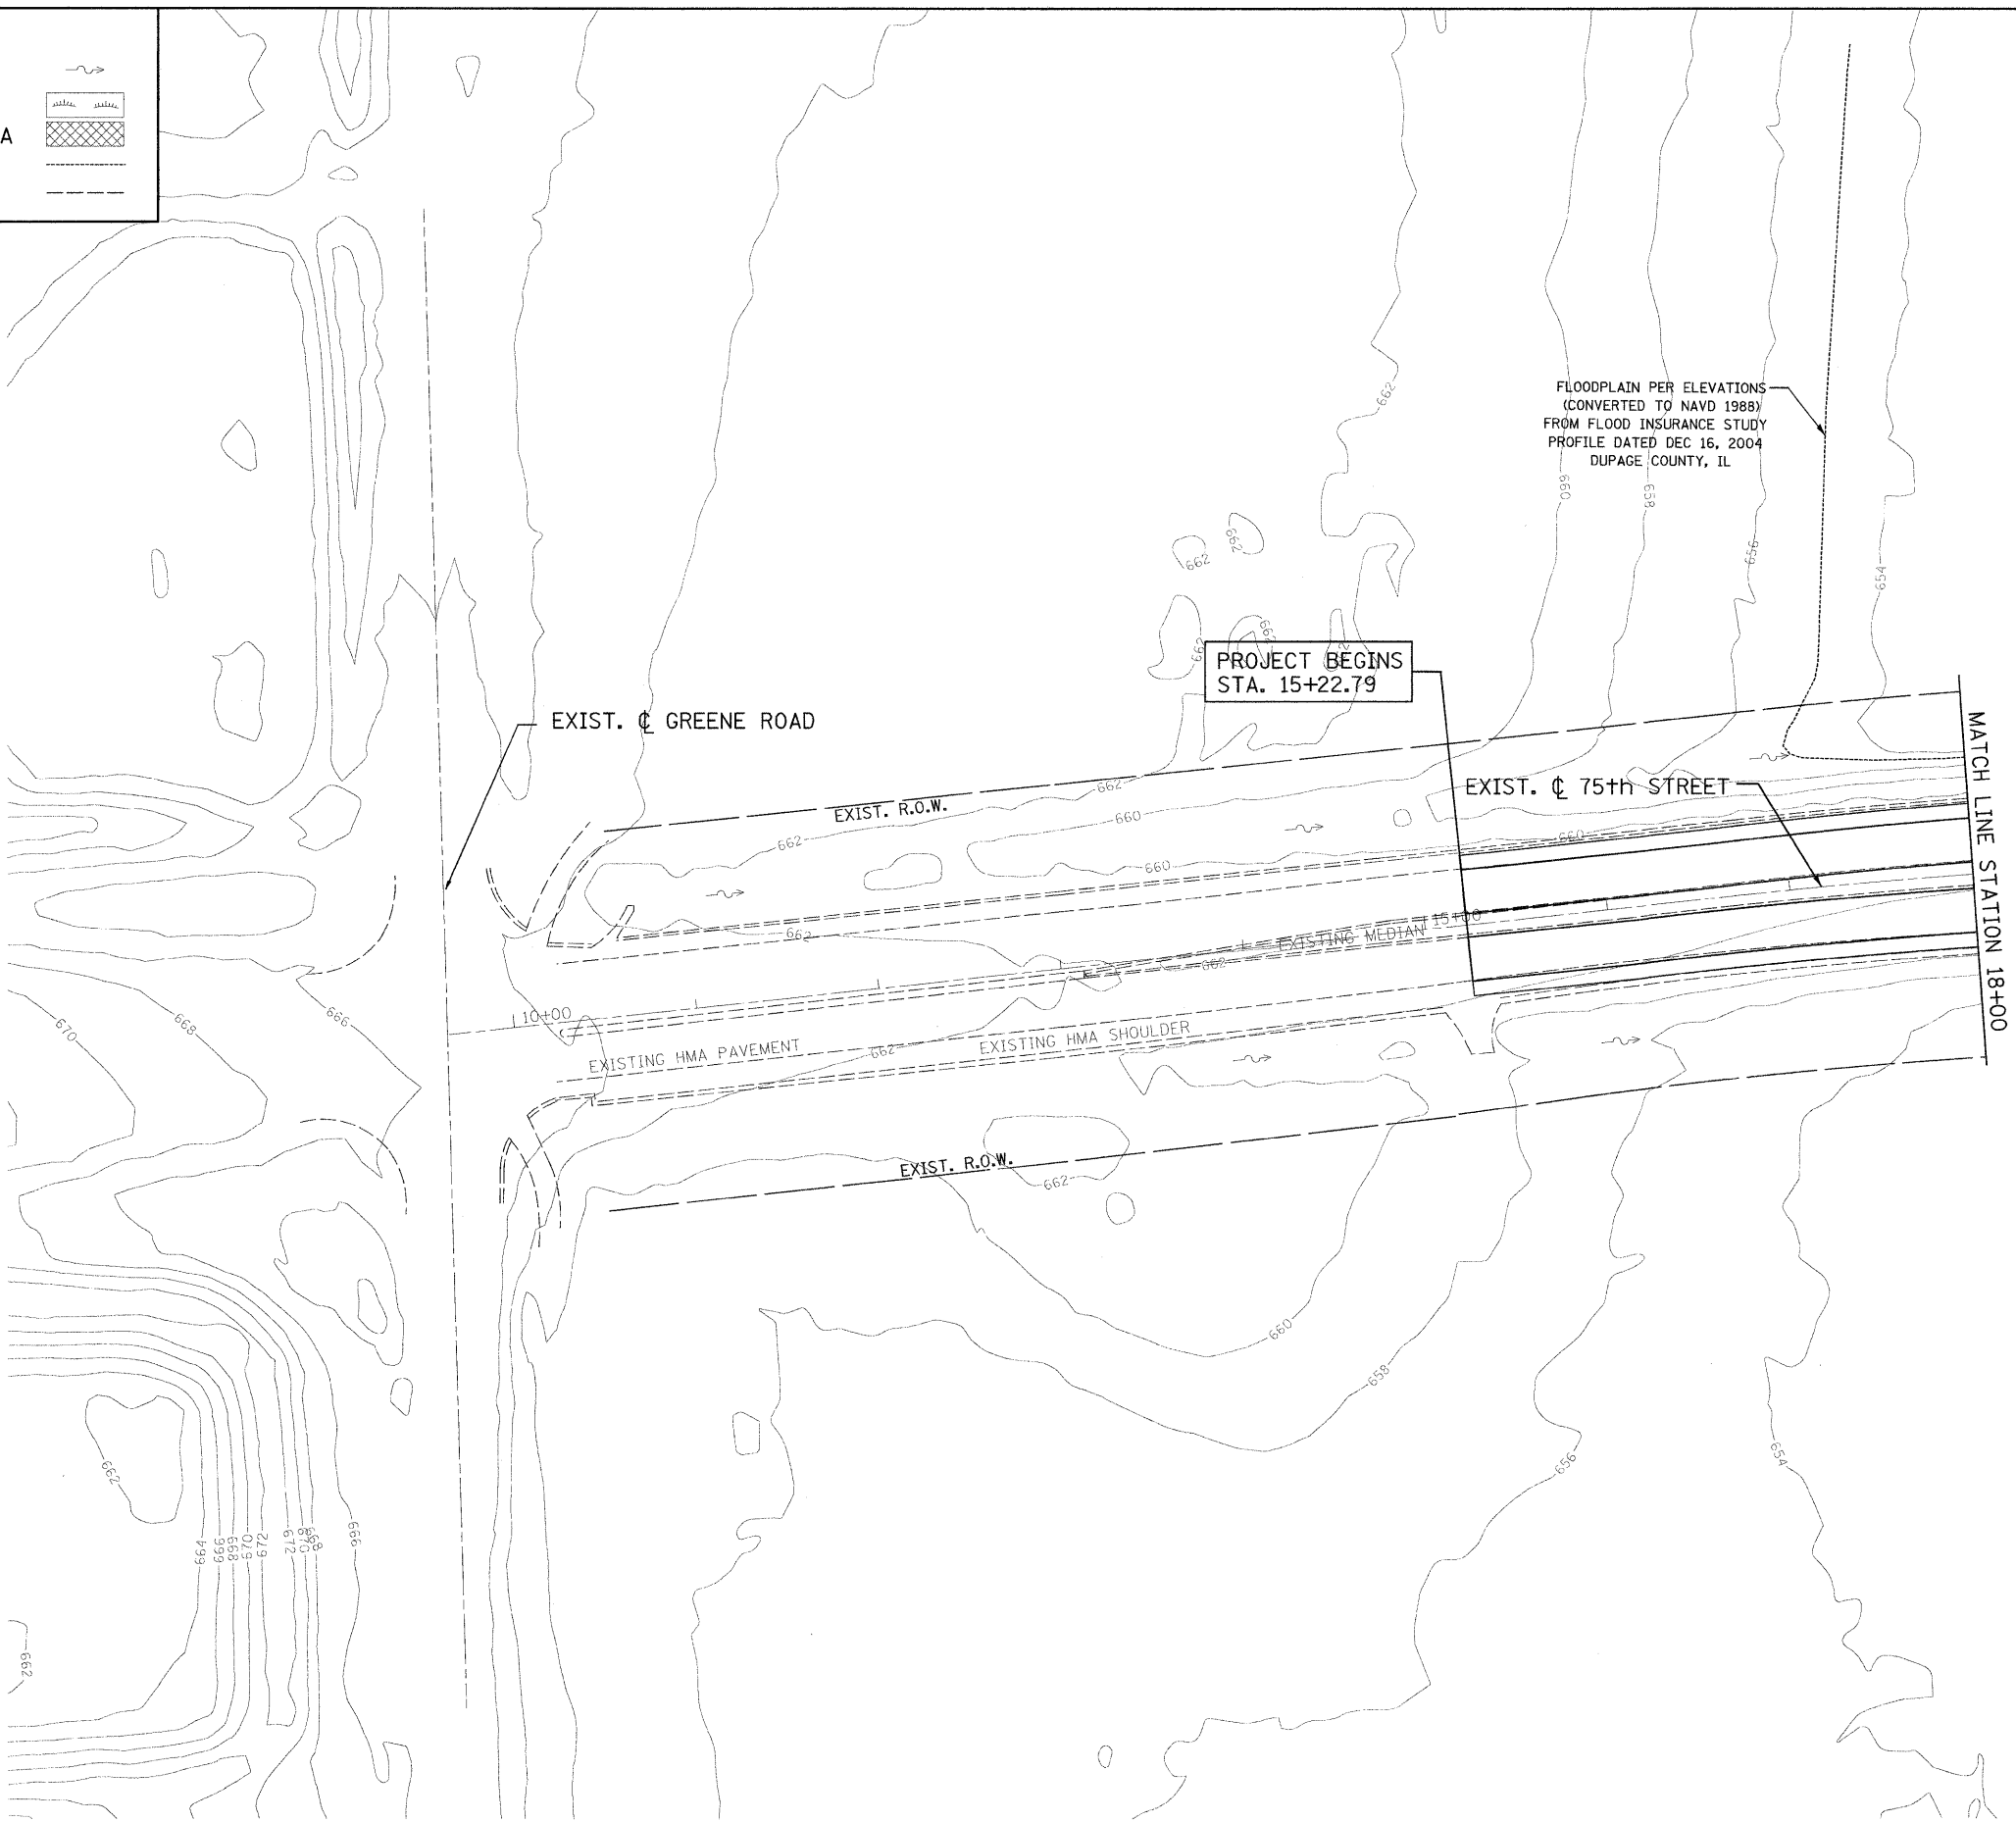 A
FLOODPLAIN PER ELEVATIONS
(CONVERTED TO NAVD 1988)
FROM FLOOD INSURANCE STUDY
PROFILE DATED DEC 16, 2004
DUPAGE COUNTY, IL
662
660
658
656
654
662
662
662
662
PROJECT BEGINS
STA. 15+22.79
EXIST. ℄ GREENE ROAD
EXIST. ℄ 75th STREET
MATCH LINE STATION 18+00
EXIST. R.O.W.
662
660
662
660
660
662
15+00
EXISTING MEDIAN
662
10+00
EXISTING HMA PAVEMENT
662
EXISTING HMA SHOULDER
670
668
666
EXIST. R.O.W.
662
660
658
656
654
662
664
666
668
670
672
672
670
668
666
662